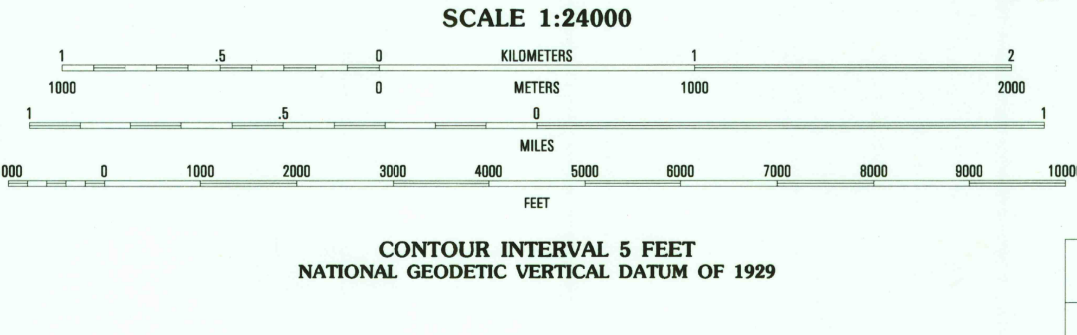 SCALE 1:24000
1 .5 0 KILOMETERS 1 2
1000 0 METERS 1000 2000
1 .5 0 1
MILES
000 0 1000 2000 3000 4000 5000 6000 7000 8000 9000 1000
FEET
CONTOUR INTERVAL 5 FEET
NATIONAL GEODETIC VERTICAL DATUM OF 1929